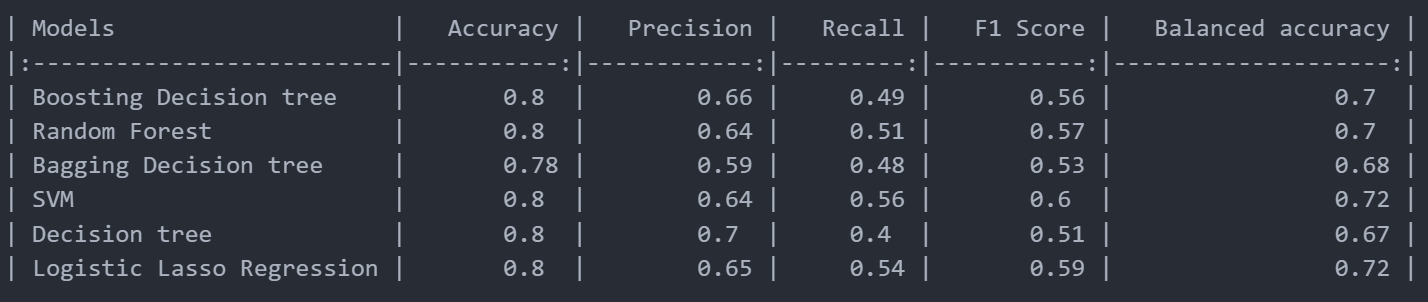 | Models                    |   Accuracy |   Precision |   Recall |   F1 Score |   Balanced accuracy |
|:--------------------------|-----------:|------------:|---------:|-----------:|--------------------:|
| Boosting Decision tree    |       0.8  |        0.66 |     0.49 |       0.56 |                0.7  |
| Random Forest             |       0.8  |        0.64 |     0.51 |       0.57 |                0.7  |
| Bagging Decision tree     |       0.78 |        0.59 |     0.48 |       0.53 |                0.68 |
| SVM                       |       0.8  |        0.64 |     0.56 |       0.6  |                0.72 |
| Decision tree             |       0.8  |        0.7  |     0.4  |       0.51 |                0.67 |
| Logistic Lasso Regression |       0.8  |        0.65 |     0.54 |       0.59 |                0.72 |